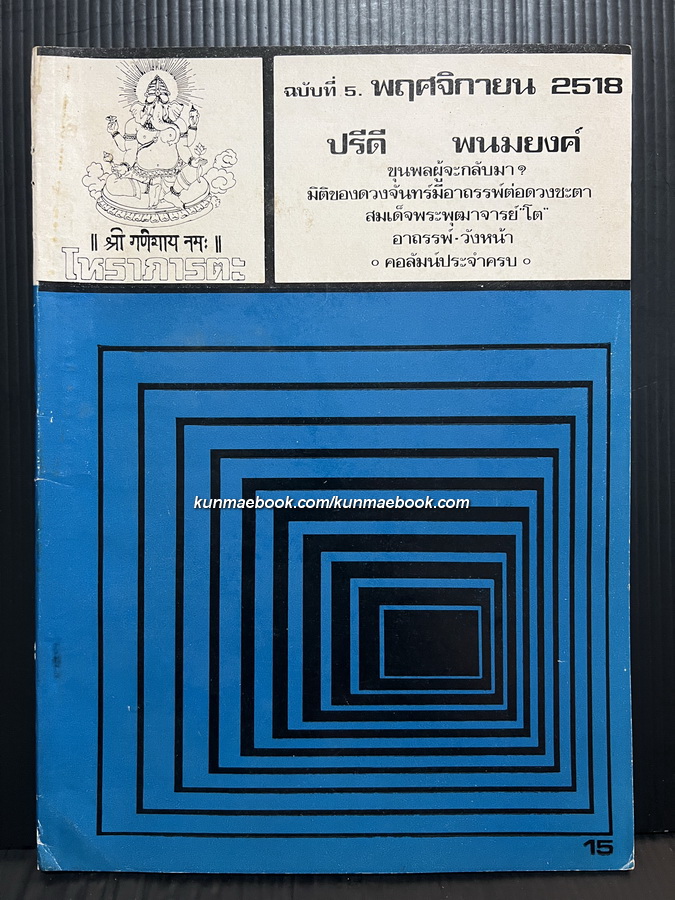 ॥ श्री गणेशाय नमः ॥
โหราภารตะ
ฉบับที่ 5. พฤศจิกายน 2518
ปรีดี พนมยงค์
ขุนพลผู้จะกลับมา ?
มิติของดวงจันทร์มีอาถรรพ์ต่อดวงชะตา
สมเด็จพระพุฒาจารย์"โต"
อาถรรพ์·วังหน้า
๐ คอลัมน์ประจำครบ ๐
kunmaebook.com/kunmaebook.com
15